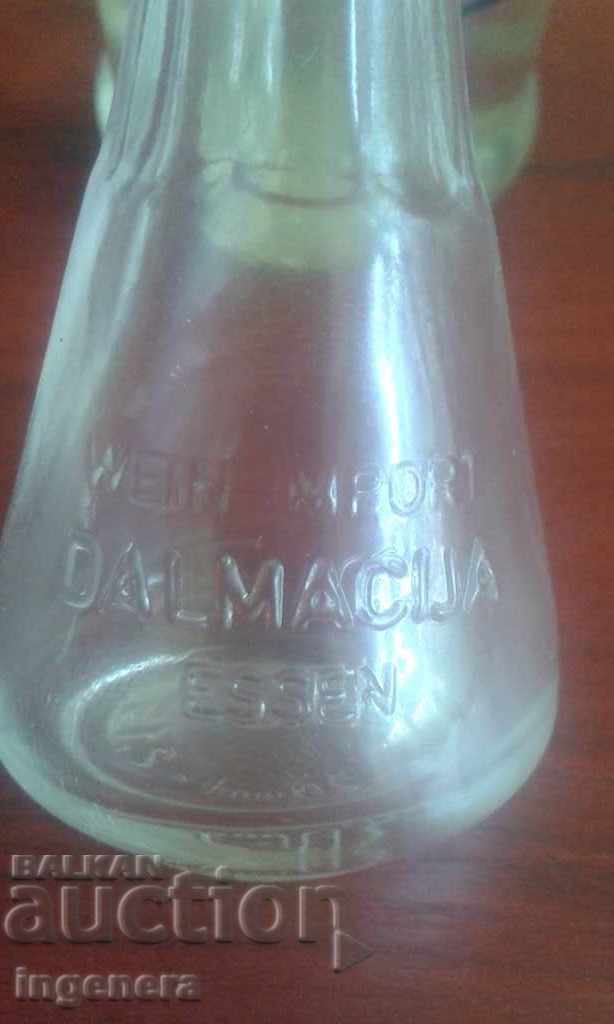 WEIN IMPORT
DALMACIJA
ESSEN
BALKAN
auction
ingenera